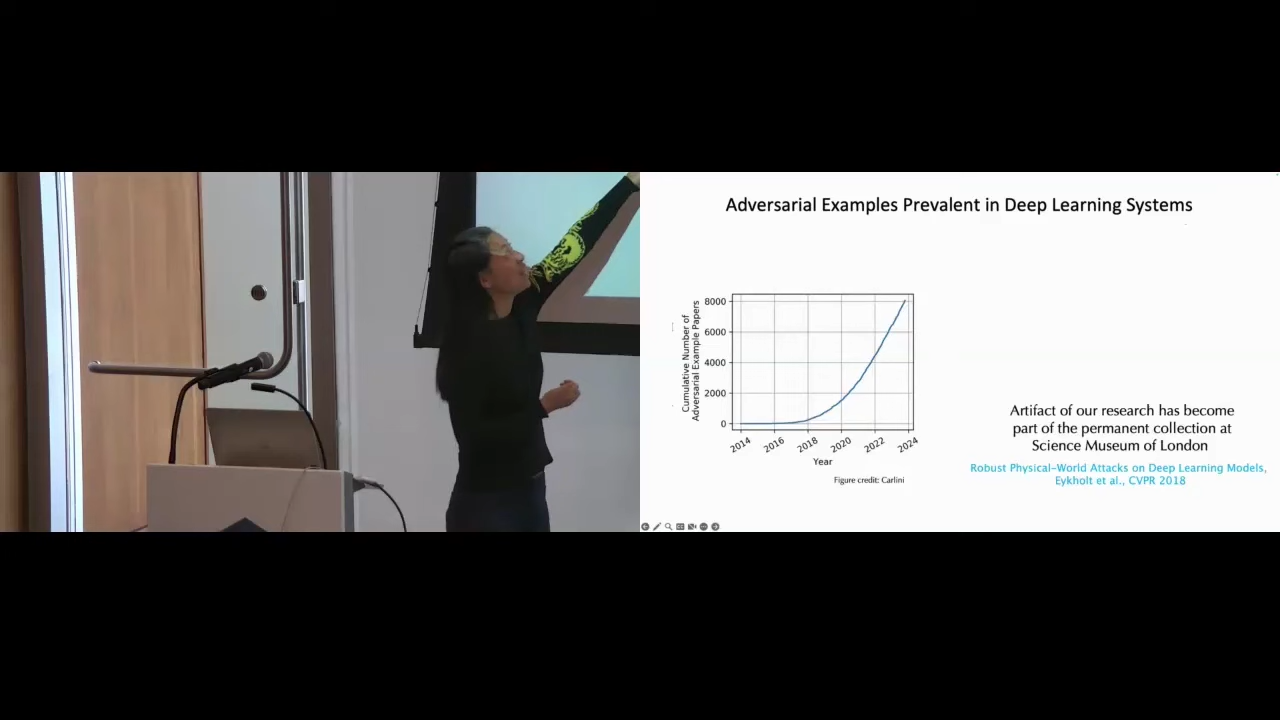 Adversarial Examples Prevalent in Deep Learning Systems
Cumulative Number of
Adversarial Example Papers
8000
6000
4000
2000
0
2014
2016
2018
2020
2022
2024
Year
Figure credit: Carlini
Artifact of our research has become
part of the permanent collection at
Science Museum of London
Robust Physical-World Attacks on Deep Learning Models,
Eykholt et al., CVPR 2018